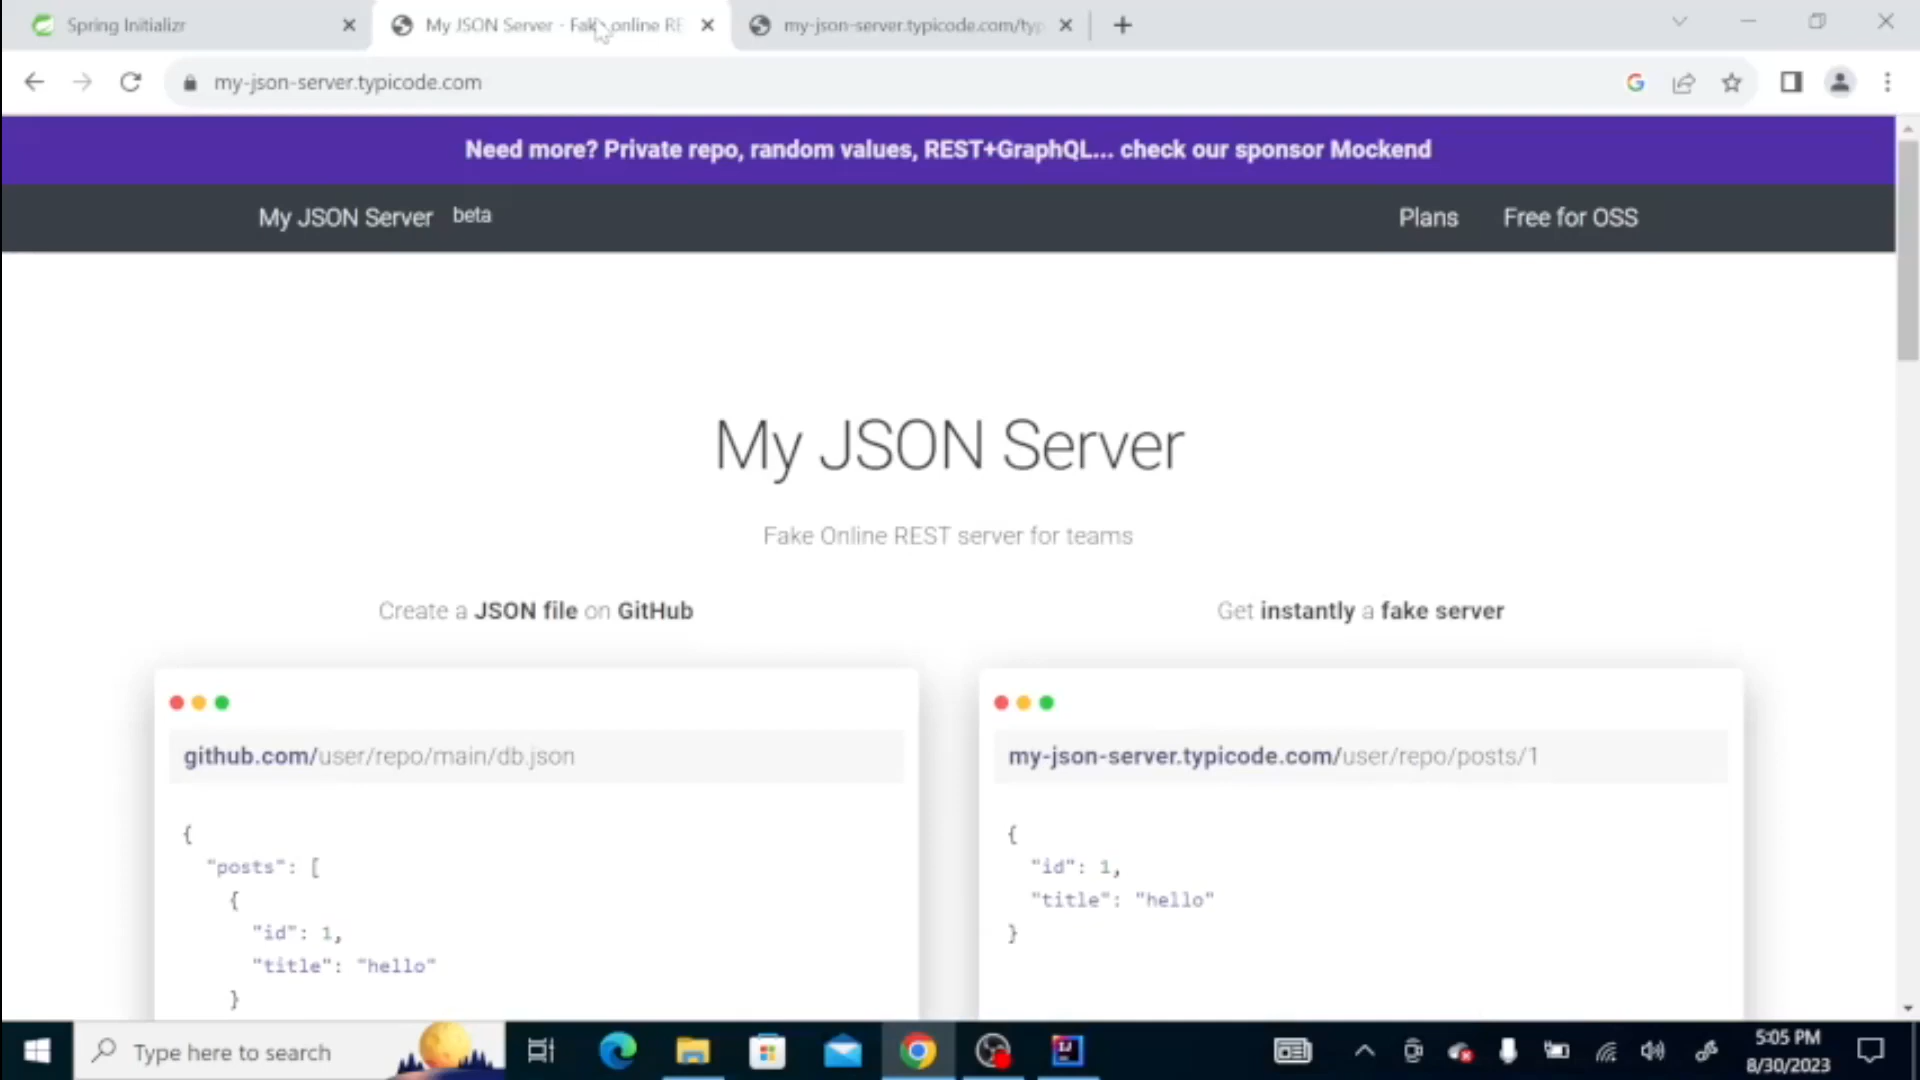 Spring Initializr
My JSON Server - Fake online RE
my-json-server.typicode.com/typ
my-json-server.typicode.com
Need more? Private repo, random values, REST+GraphQL... check our sponsor Mockend
My JSON Server beta
Plans
Free for OSS
My JSON Server
Fake Online REST server for teams
Create a JSON file on GitHub
github.com/user/repo/main/db.json
{
"posts": [
{
"id": 1,
"title": "hello"
}
Get instantly a fake server
my-json-server.typicode.com/user/repo/posts/1
{
"id": 1,
"title": "hello"
}
Type here to search
5:05 PM
8/30/2023